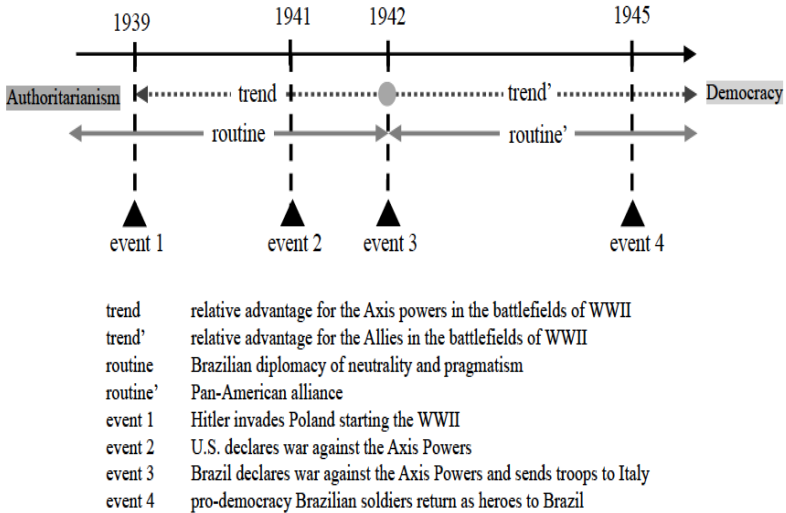 1939 1941 1942 1945
Authoritarianism trend trend’ Democracy
routine routine’
event 1 event 2 event 3 event 4
trend relative advantage for the Axis powers in the battlefields of WWII
trend’ relative advantage for the Allies in the battlefields of WWII
routine Brazilian diplomacy of neutrality and pragmatism
routine’ Pan-American alliance
event 1 Hitler invades Poland starting the WWII
event 2 U.S. declares war against the Axis Powers
event 3 Brazil declares war against the Axis Powers and sends troops to Italy
event 4 pro-democracy Brazilian soldiers return as heroes to Brazil